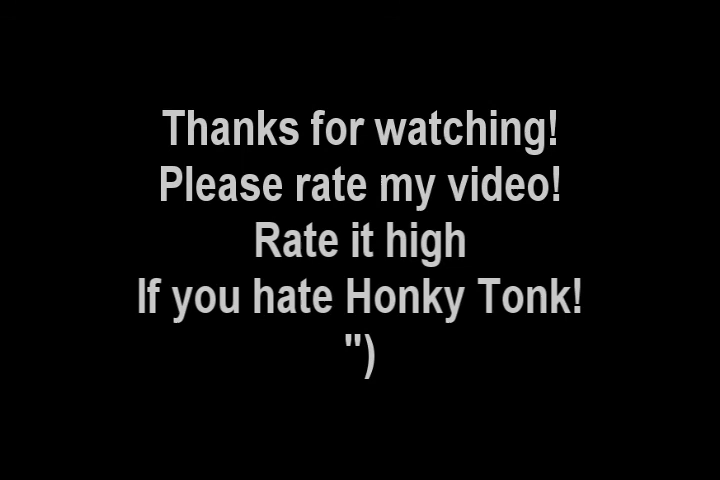 Thanks for watching!
Please rate my video!
Rate it high
If you hate Honky Tonk!
")